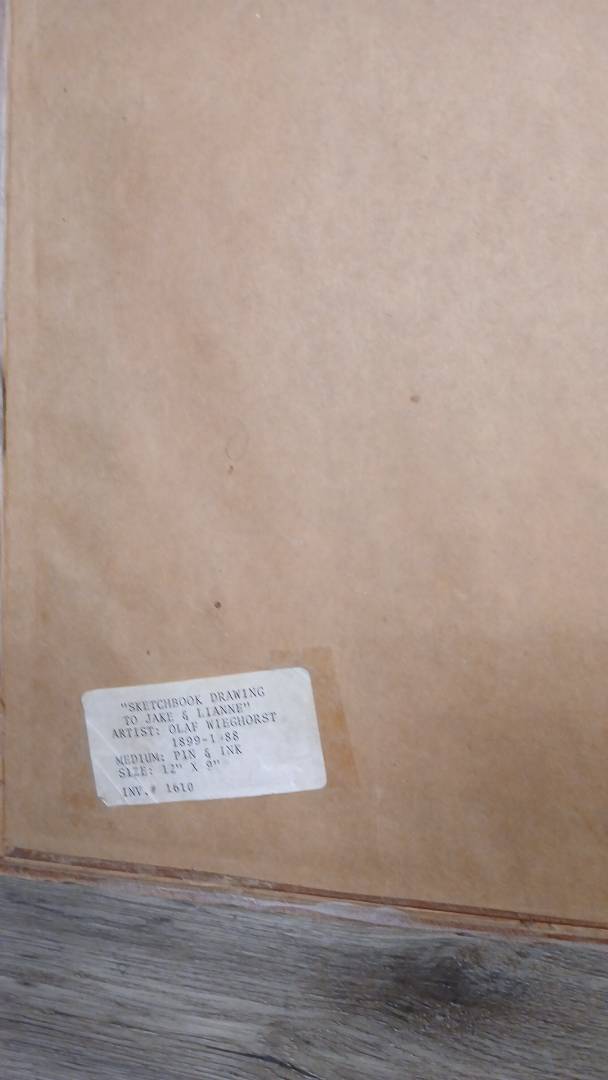 "SKETCHBOOK DRAWING
TO JAKE & LIANNE"
ARTIST: OLAF WIEGHORST
1899-1 88
MEDIUM: PIN & INK
SIZE: 12" X 9"
INV.# 1610